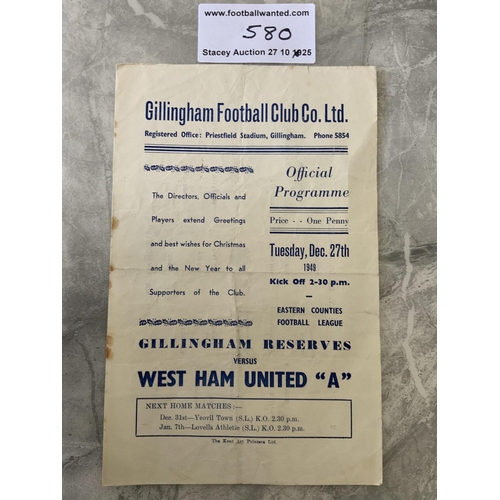 www.footballwanted.com
580
Stacey Auction 27 10 25
Gillingham Football Club Co. Ltd.
Registered Office: Priestfield Stadium, Gillingham. Phone 5854
The Directors, Officials and
Players extend Greetings
and best wishes for Christmas
and the New Year to all
Supporters of the Club.
Official
Programme
Price - - One Penny
Tuesday, Dec. 27th
1949
Kick Off 2-30 p.m.
EASTERN COUNTIES
FOOTBALL LEAGUE
GILLINGHAM RESERVES
VERSUS
WEST HAM UNITED "A"
NEXT HOME MATCHES:—
Dec. 31st—Yeovil Town (S.L.) K.O. 2.30 p.m.
Jan. 7th—Lovells Athletic (S.L.) K.O. 2.30 p.m.
The Kent Art Printers Ltd.